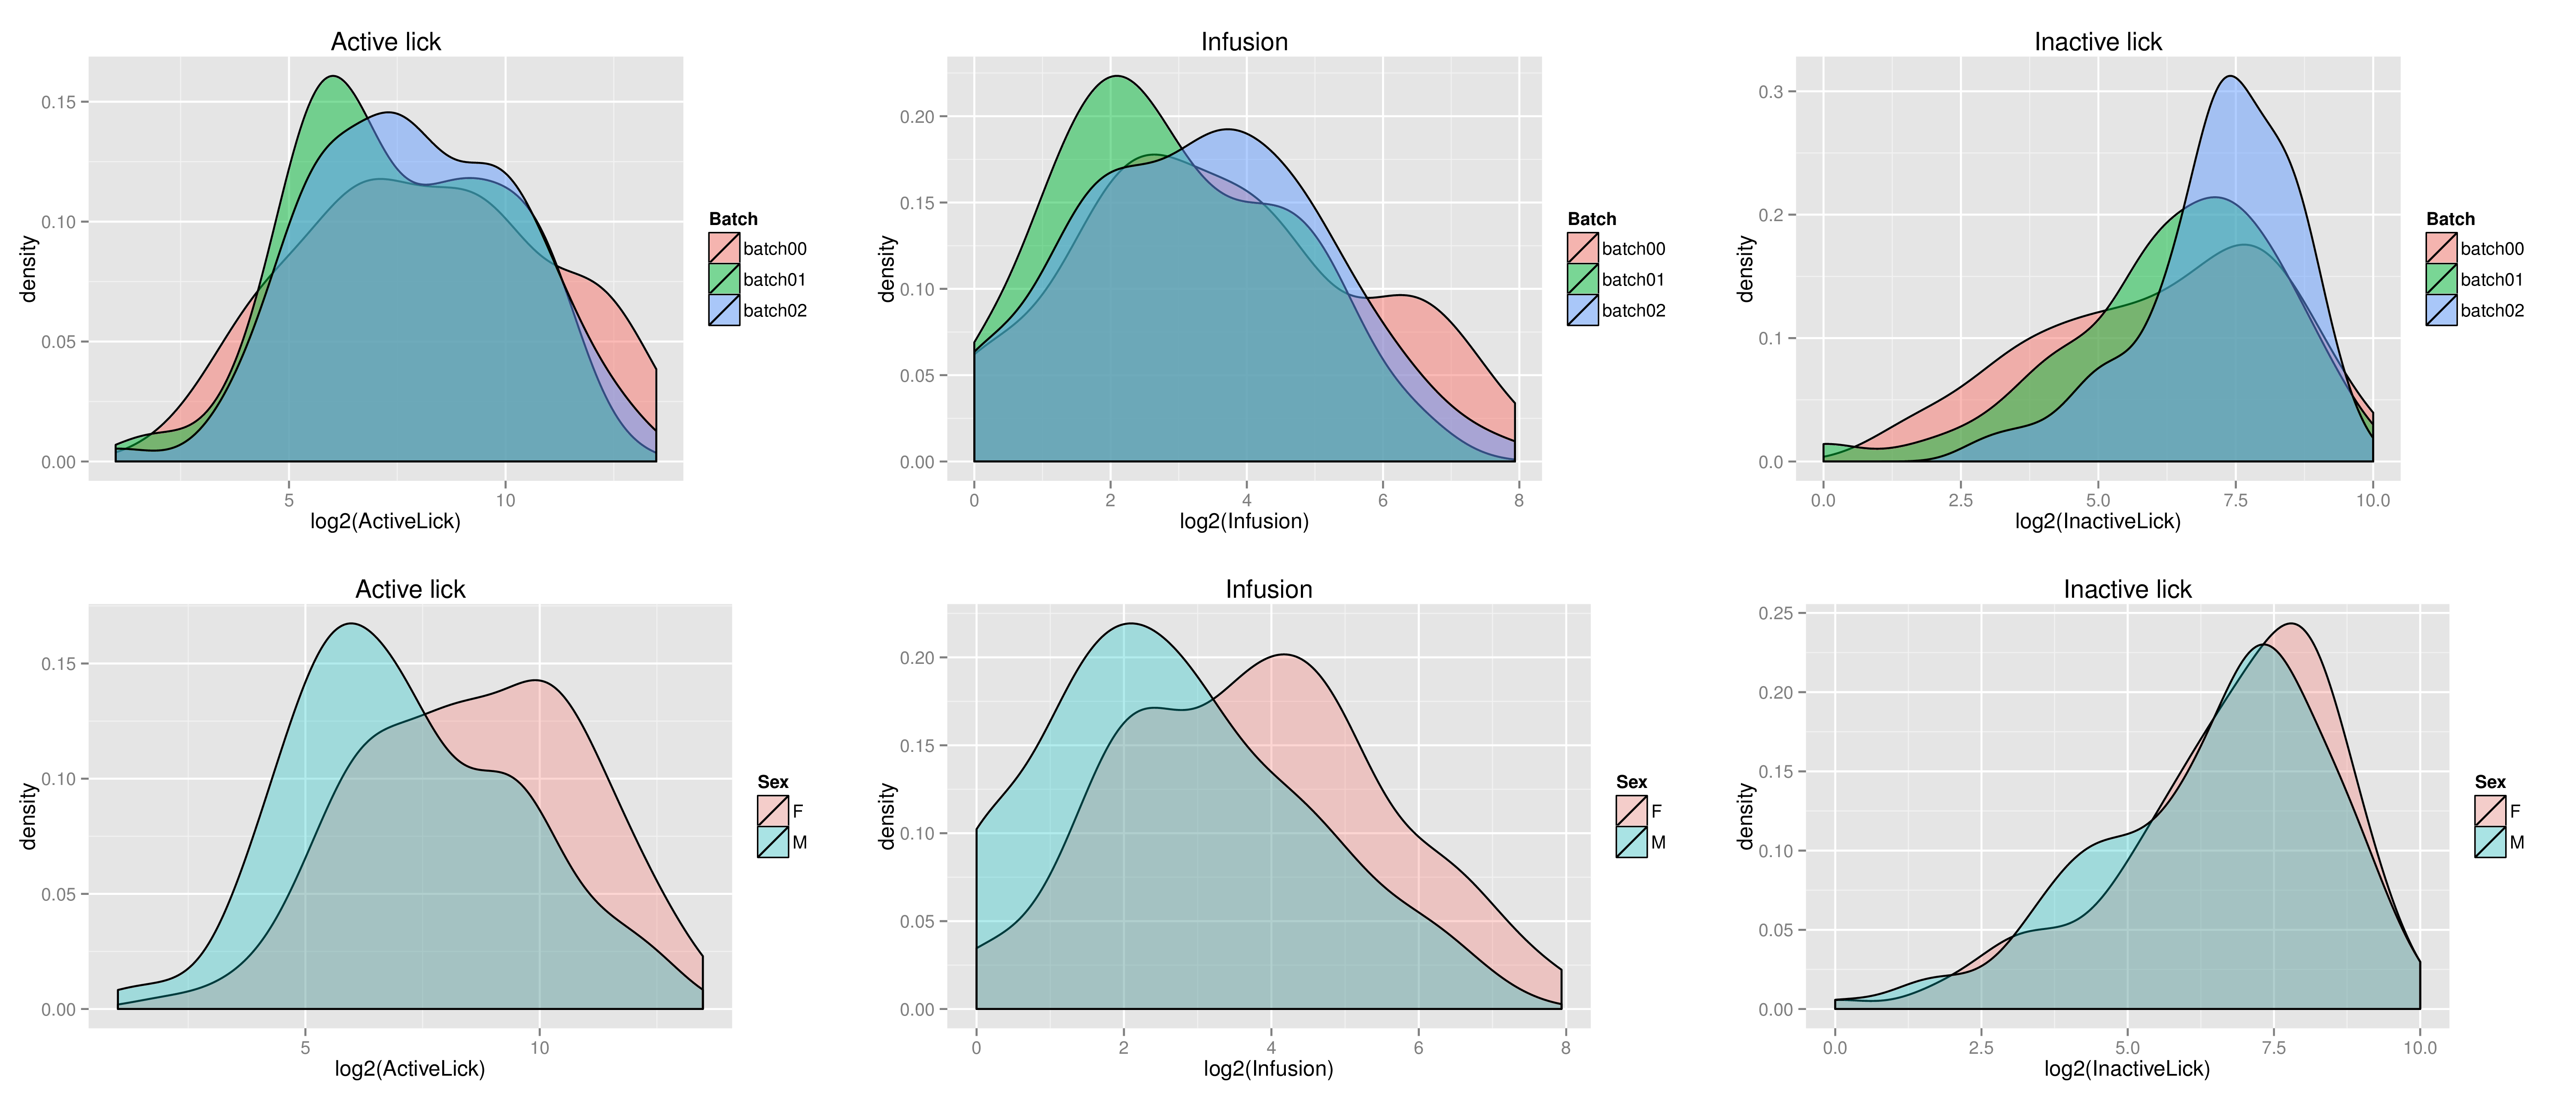 Active lick
0.15
0.10
0.05
0.00
density
5 10
log2(ActiveLick)
Batch
batch00
batch01
batch02
Infusion
0.20
0.15
0.10
0.05
0.00
density
0 2 4 6 8
log2(Infusion)
Batch
batch00
batch01
batch02
Inactive lick
0.3
0.2
0.1
0.0
density
0.0 2.5 5.0 7.5 10.0
log2(InactiveLick)
Batch
batch00
batch01
batch02
Active lick
0.15
0.10
0.05
0.00
density
5 10
log2(ActiveLick)
Sex
F
M
Infusion
0.20
0.15
0.10
0.05
0.00
density
0 2 4 6 8
log2(Infusion)
Sex
F
M
Inactive lick
0.25
0.20
0.15
0.10
0.05
0.00
density
0.0 2.5 5.0 7.5 10.0
log2(InactiveLick)
Sex
F
M